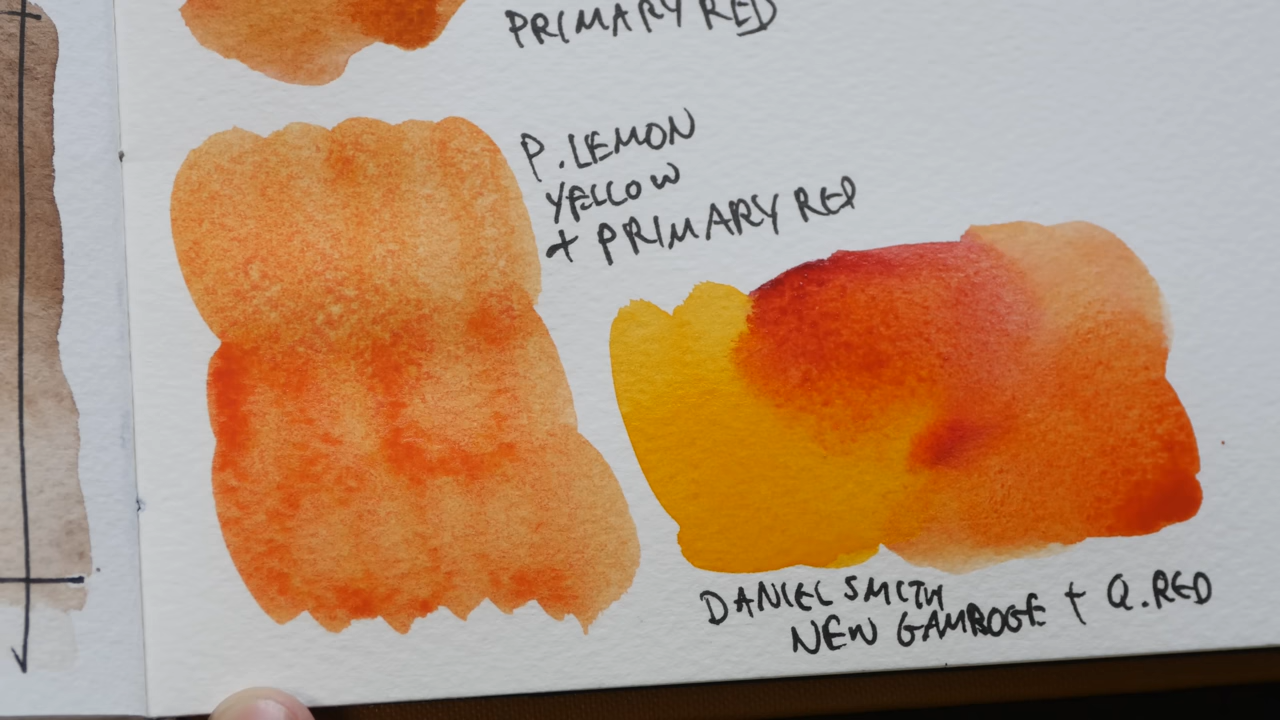 PRIMARY RED
P. LEMON
YELLOW
+ PRIMARY RED
DANIEL SMITH
NEW GAMBOGE + Q. RED